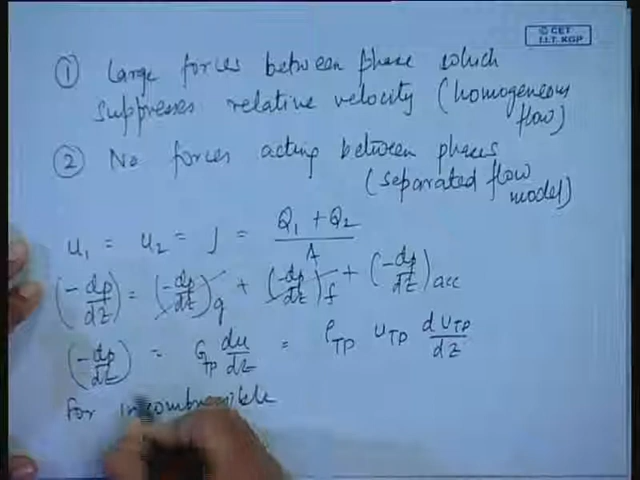 © CET
I.I.T. KGP
① Large forces between phase which
suppresses relative velocity (homogeneous
flow)
② No forces acting between phases
(separated flow
model)
u₁ = u₂ = j = (Q₁ + Q₂)/A
(-dp/dz) = (-dp/dz)g + (-dp/dz)f + (-dp/dz)acc
(-dp/dz) = G_TP du/dz = ρ_TP u_TP du_TP/dz
For incompressible